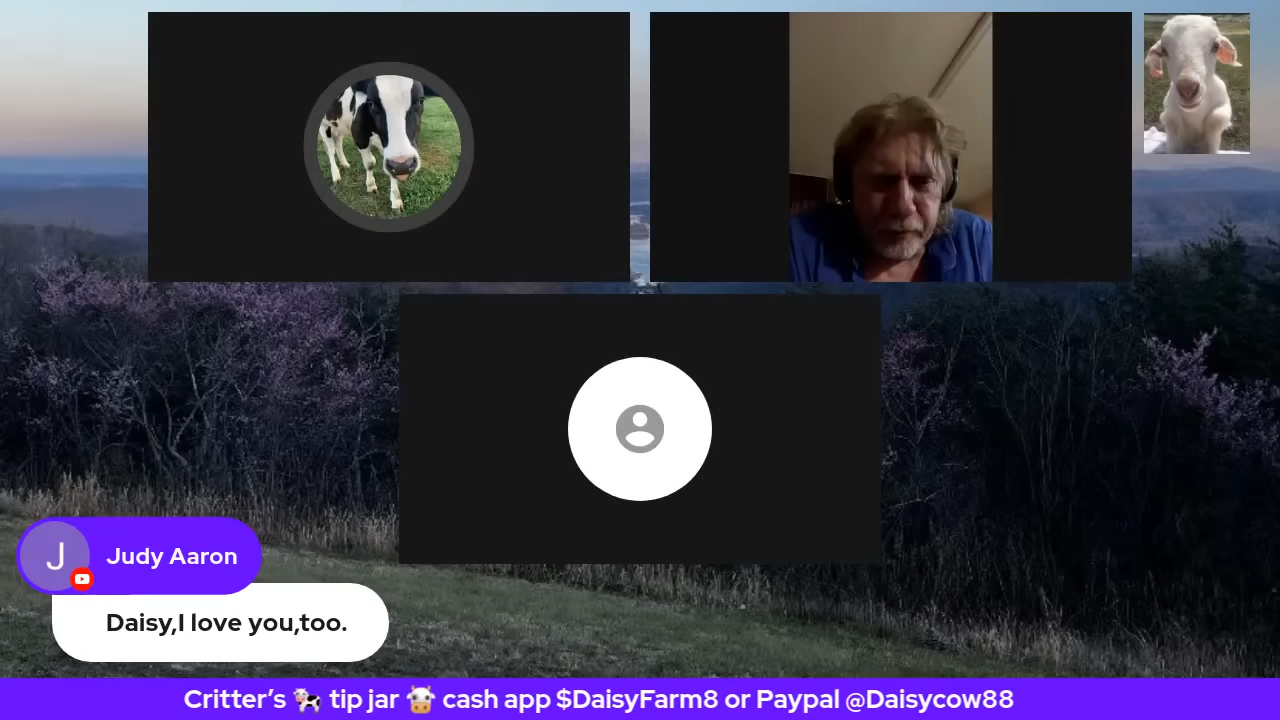 J
Judy Aaron
Daisy,I love you,too.
Critter’s 🐄 tip jar 🐮 cash app $DaisyFarm8 or Paypal @Daisycow88